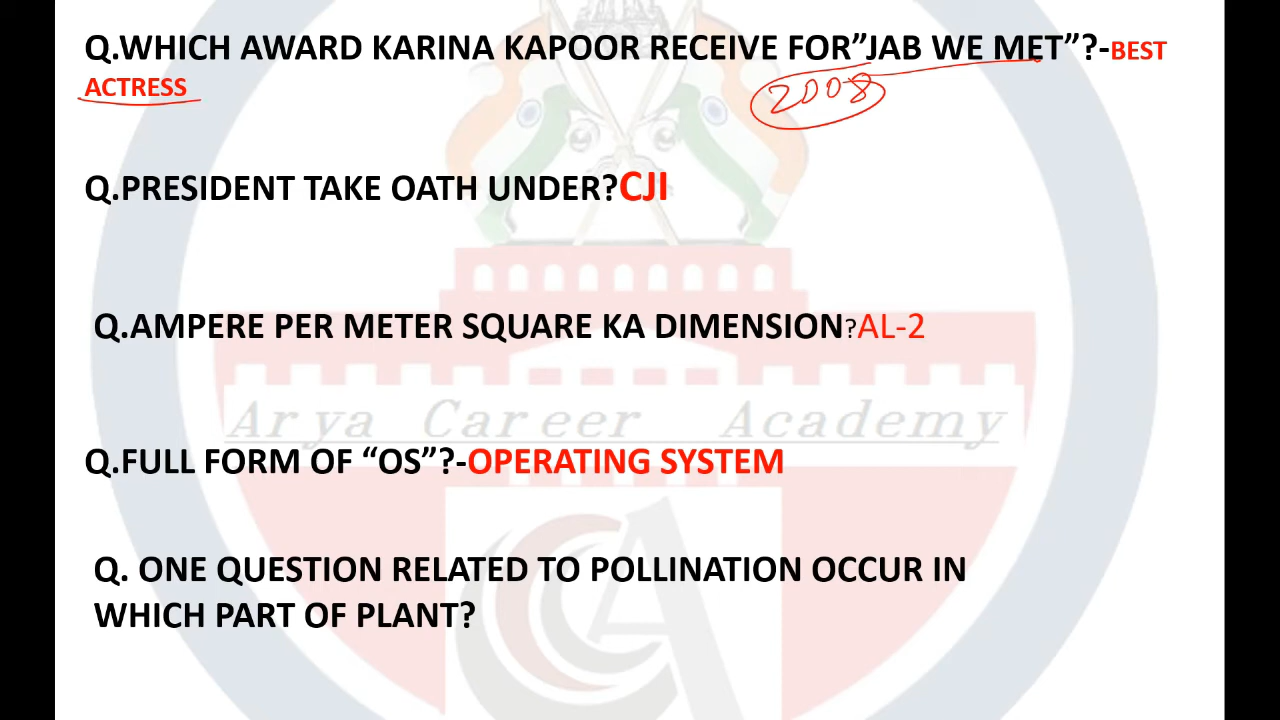 Q.WHICH AWARD KARINA KAPOOR RECEIVE FOR”JAB WE MET”?-BEST
ACTRESS
2008
Q.PRESIDENT TAKE OATH UNDER?CJI
Q.AMPERE PER METER SQUARE KA DIMENSION?AL-2
Arya Career Academy
Q.FULL FORM OF “OS”?-OPERATING SYSTEM
Q. ONE QUESTION RELATED TO POLLINATION OCCUR IN
WHICH PART OF PLANT?